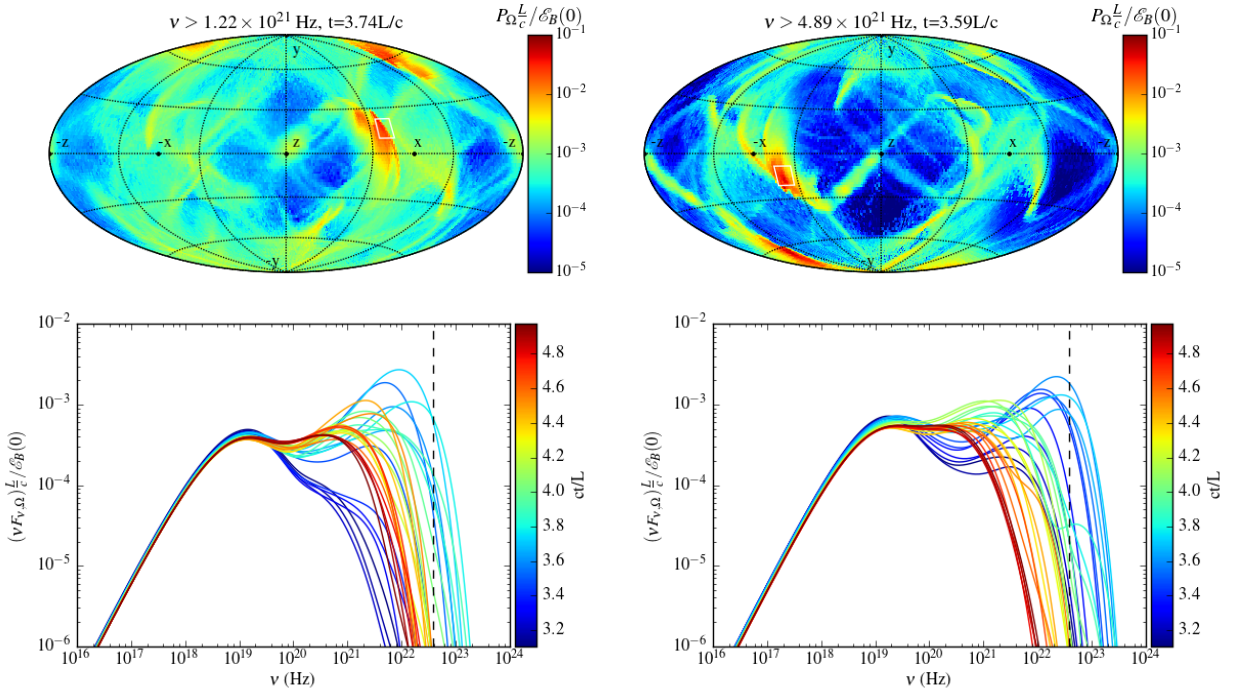 ν > 1.22 × 10²¹ Hz, t=3.74L/c
P_Ω L/c /ℰ_B(0)
y
-z
-x
z
x
-z
-y
10⁻¹
10⁻²
10⁻³
10⁻⁴
10⁻⁵
ν > 4.89 × 10²¹ Hz, t=3.59L/c
P_Ω L/c /ℰ_B(0)
y
-z
-x
z
x
-z
-y
10⁻¹
10⁻²
10⁻³
10⁻⁴
10⁻⁵
(νF_ν,Ω) L/c /ℰ_B(0)
10⁻²
10⁻³
10⁻⁴
10⁻⁵
10⁻⁶
10¹⁶ 10¹⁷ 10¹⁸ 10¹⁹ 10²⁰ 10²¹ 10²² 10²³ 10²⁴
ν (Hz)
4.8
4.6
4.4
4.2
4.0
3.8
3.6
3.4
3.2
ct/L
(νF_ν,Ω) L/c /ℰ_B(0)
10⁻²
10⁻³
10⁻⁴
10⁻⁵
10⁻⁶
10¹⁶ 10¹⁷ 10¹⁸ 10¹⁹ 10²⁰ 10²¹ 10²² 10²³ 10²⁴
ν (Hz)
4.8
4.6
4.4
4.2
4.0
3.8
3.6
3.4
3.2
ct/L